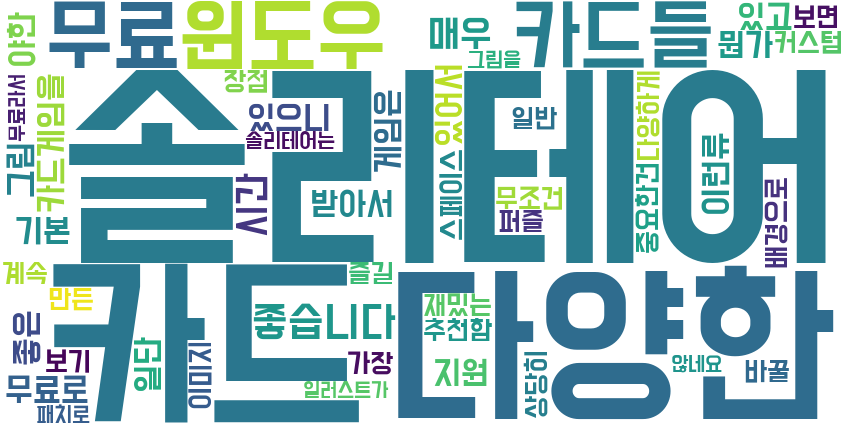 무료
윈도우
매우
카드들
있고
보면
뭔가
커스텀
그림을
야한
장점
솔리테어
무료라서
카드게임을
있으니
솔리테어는
게임은
있어서
일반
다양하게
이런류
그림
시간
받아서
스페이스
무조건
퍼즐
중요한건
배경으로
기본
계속
만든
즐길
카드
다양한
재밌는
추천함
좋습니다
좋은
보기
일단
이미지
가장
지원
상당히
않네요
바꿀
무료로
일러스트가
패치로